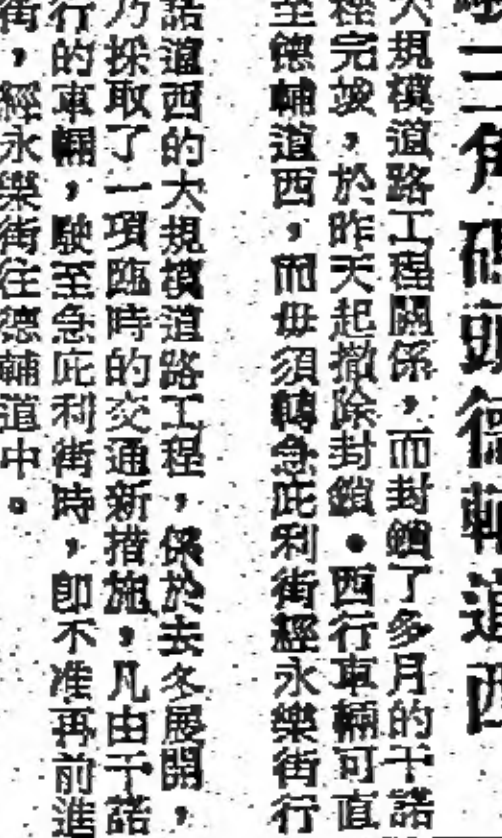 三角碼頭德輔道西
大規模道路工程關係，而封鎖了多月的干諾
程完竣，於昨天起撤除封鎖。西行車輛可直
至德輔道西，而毋須轉急庇利街經永樂街行
諾道西的大規模道路工程，係於去冬展開，
乃採取了一項臨時的交通新措施，凡由干諾
行的車輛，駛至急庇利街時，即不准再前進
街，經永樂街往德輔道中。